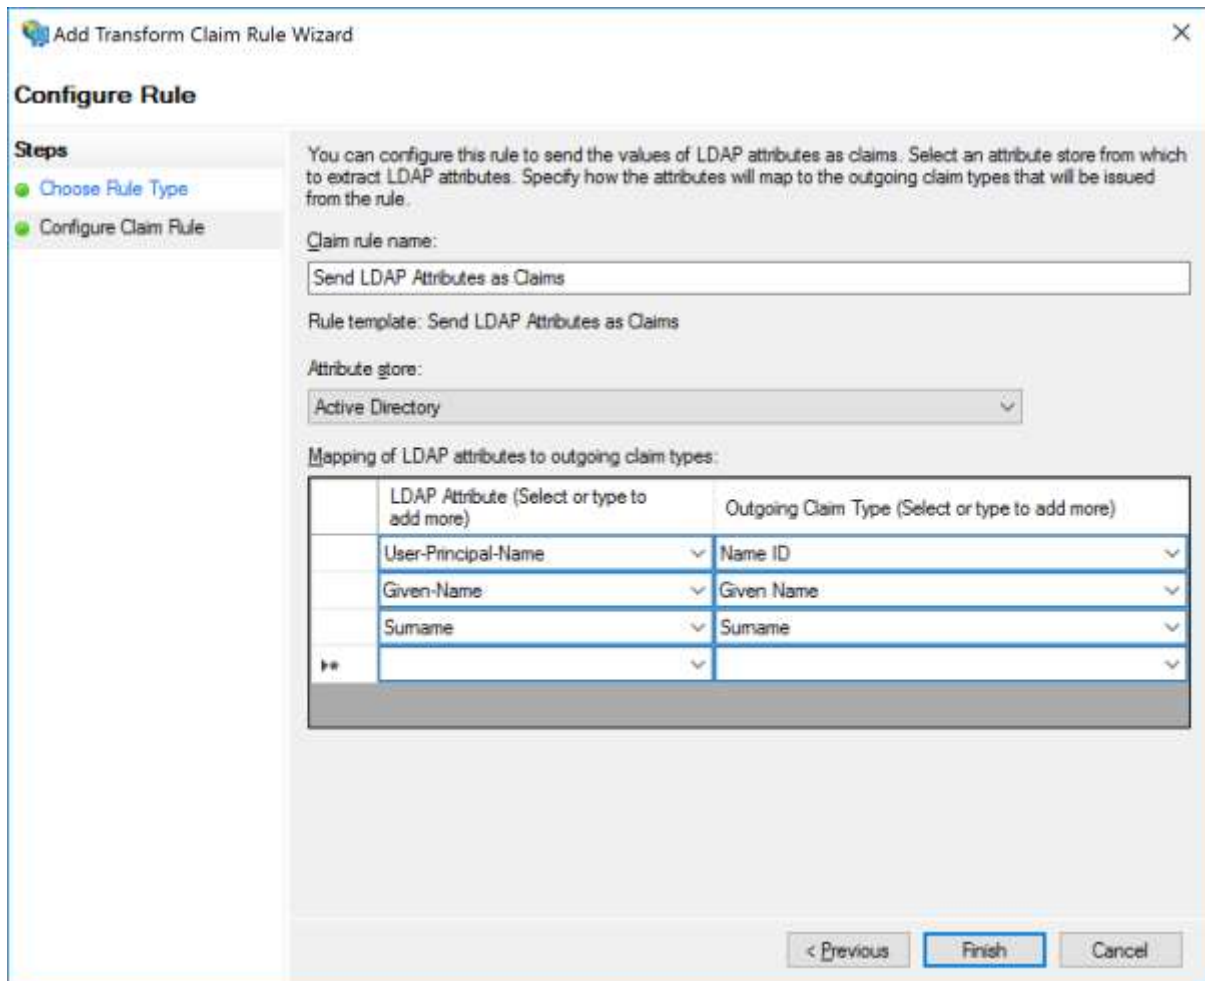 Add Transform Claim Rule Wizard
Configure Rule
Steps
Choose Rule Type
Configure Claim Rule
You can configure this rule to send the values of LDAP attributes as claims. Select an attribute store from which
to extract LDAP attributes. Specify how the attributes will map to the outgoing claim types that will be issued
from the rule.
Claim rule name:
Send LDAP Attributes as Claims
Rule template: Send LDAP Attributes as Claims
Attribute store:
Active Directory
Mapping of LDAP attributes to outgoing claim types:
LDAP Attribute (Select or type to
add more)
Outgoing Claim Type (Select or type to add more)
User-Principal-Name Name ID
Given-Name Given Name
Surname Surname
< Previous Finish Cancel